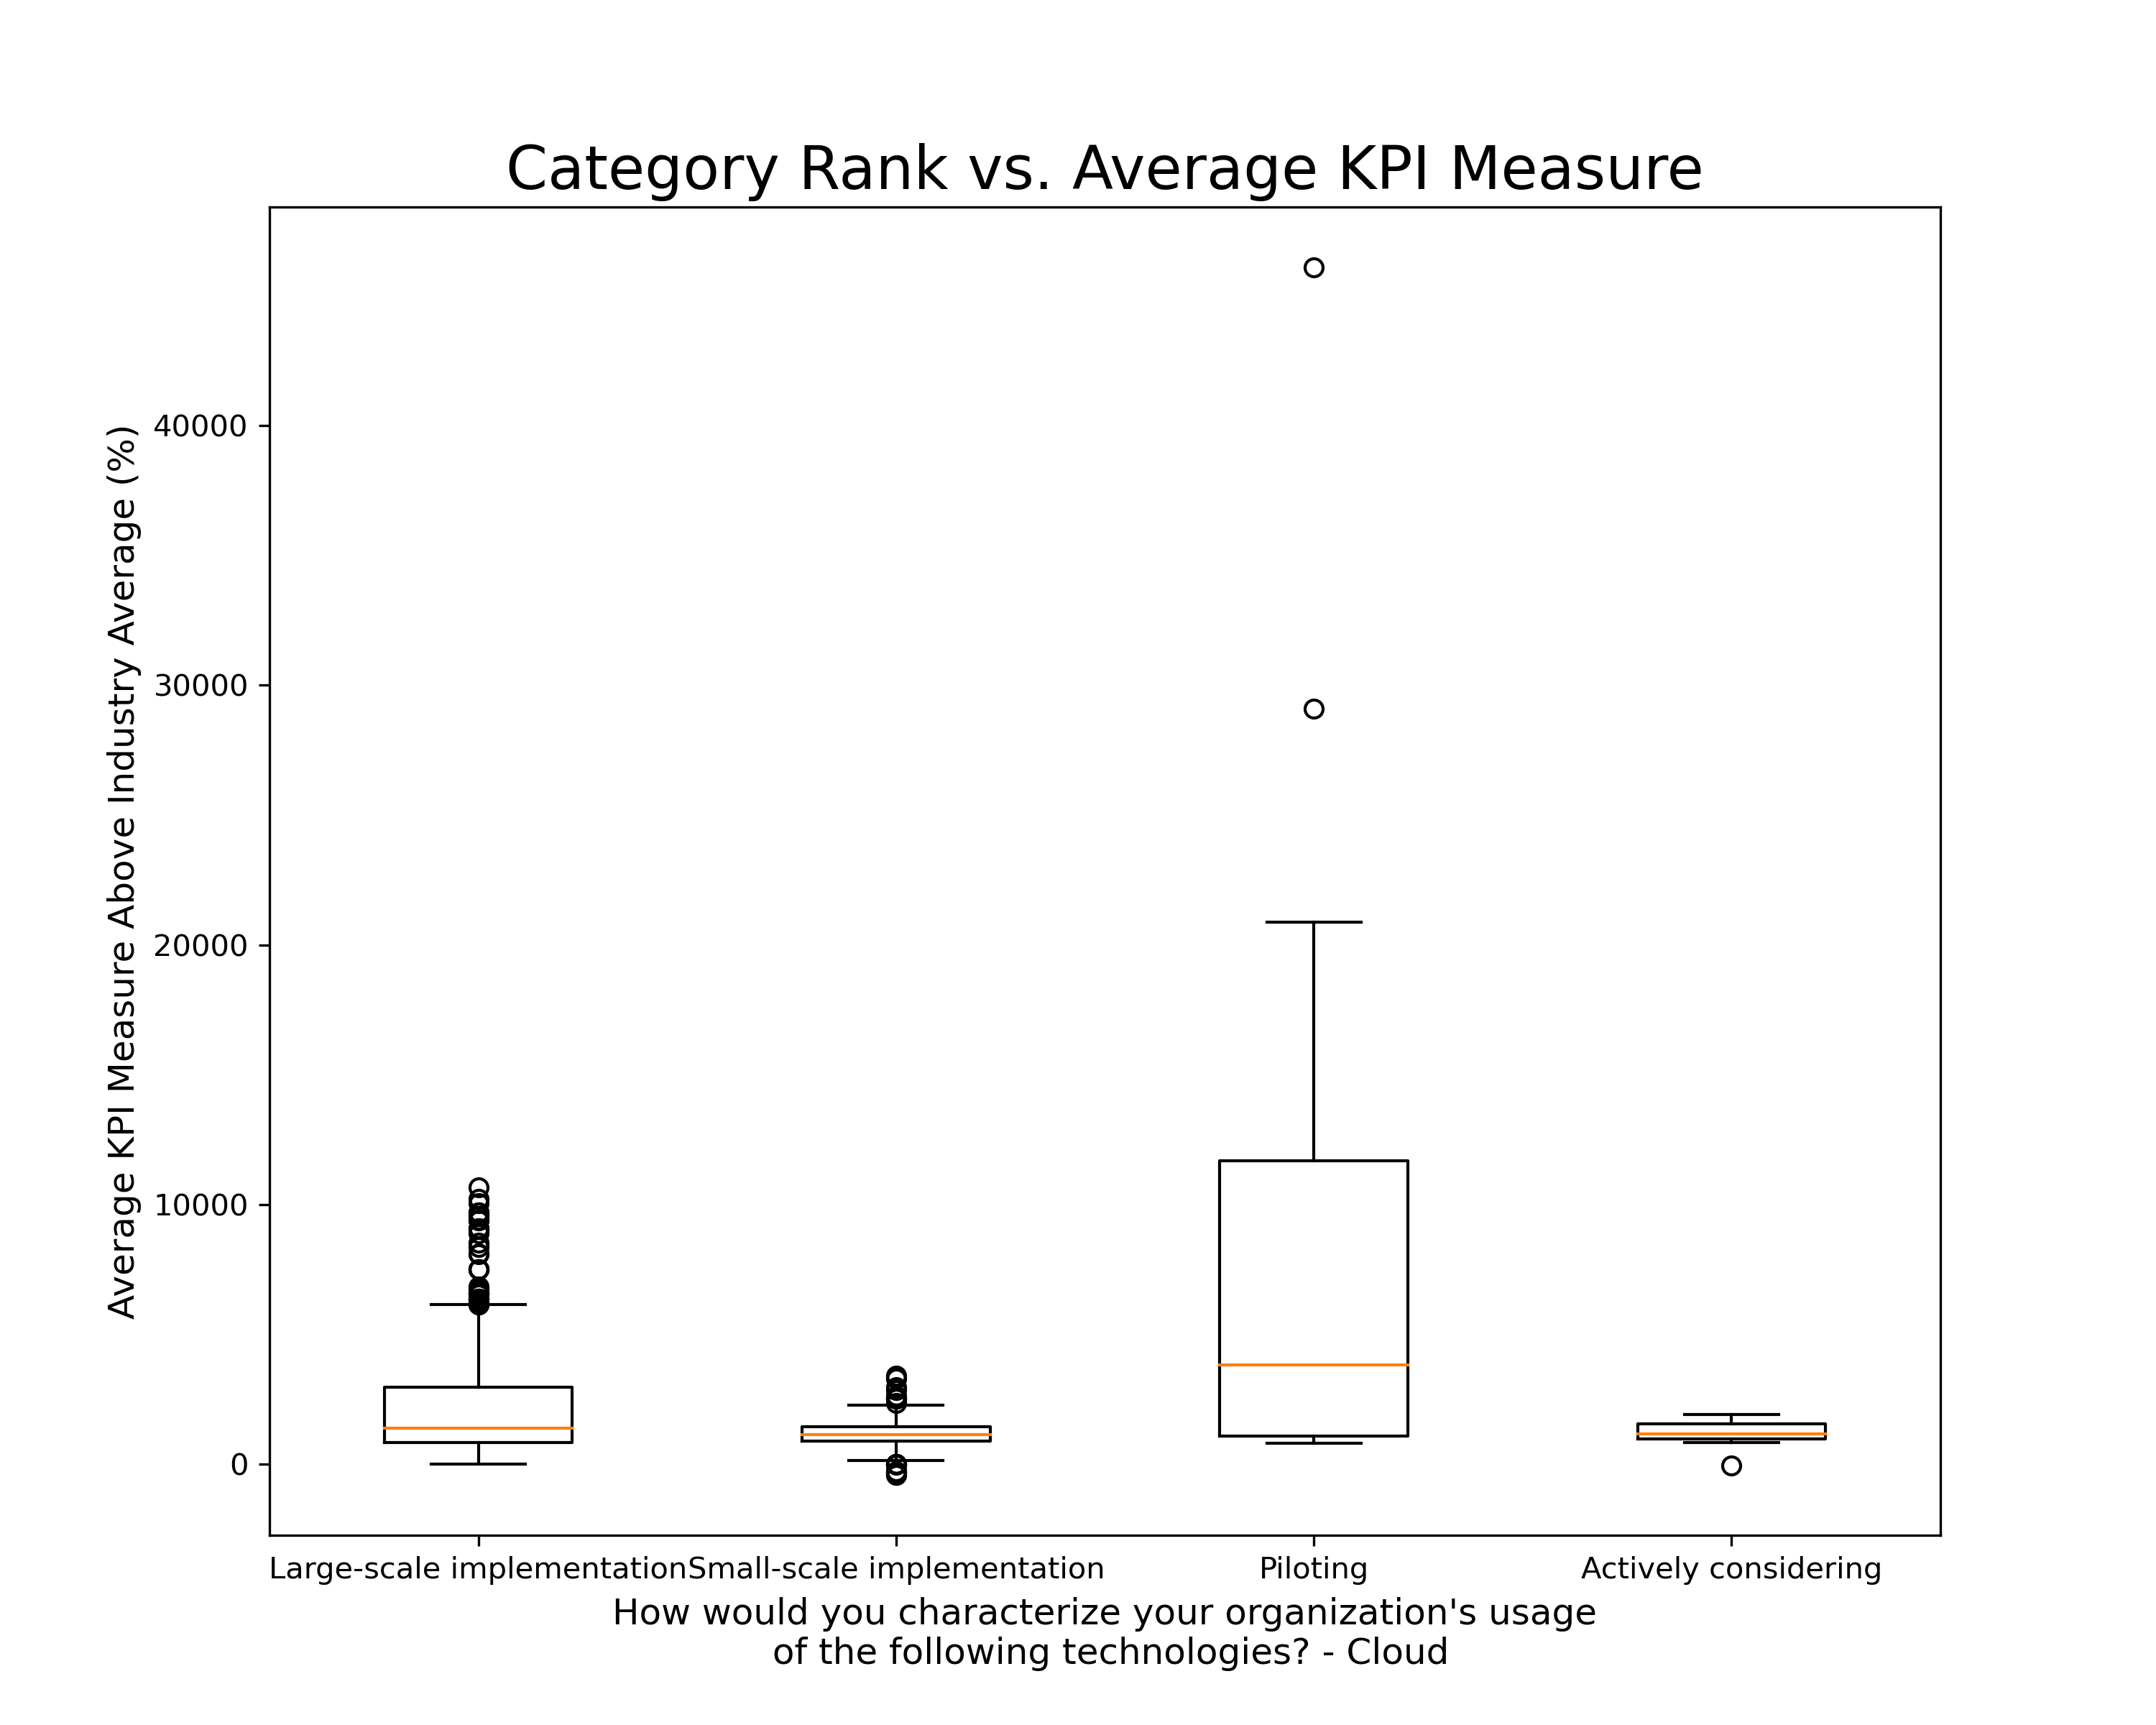 Category Rank vs. Average KPI Measure
Average KPI Measure Above Industry Average (%)
40000
30000
20000
10000
0
Large-scale implementation
Small-scale implementation
Piloting
Actively considering
How would you characterize your organization's usage
of the following technologies? - Cloud